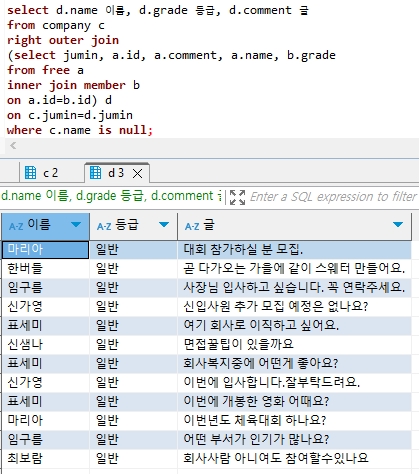 select d.name 이름, d.grade 등급, d.comment 글
from company c
right outer join
(select jumin, a.id, a.comment, a.name, b.grade
from free a
inner join member b
on a.id=b.id) d
on c.jumin=d.jumin
where c.name is null;
c 2 d 3
d.name 이름, d.grade 등급, d.comment 글 Enter a SQL expression to filter
A-Z 이름 A-Z 등급 A-Z 글
마리아 일반 대회 참가하실 분 모집.
한버들 일반 곧 다가오는 가을에 같이 스웨터 만들어요.
임구름 일반 사장님 입사하고 싶습니다. 꼭 연락주세요.
신가영 일반 신입사원 추가 모집 예정은 없나요?
표세미 일반 여기 회사로 이직하고 싶어요.
신샘나 일반 면접꿀팁이 있을까요
표세미 일반 회사복지중에 어떤게 좋아요?
신가영 일반 이번에 입사합니다.잘부탁드려요.
표세미 일반 이번에 개봉한 영화 어때요?
마리아 일반 이번년도 체육대회 하나요?
임구름 일반 어떤 부서가 인기가 많나요?
최보람 일반 회사사람 아니여도 참여할수있나요